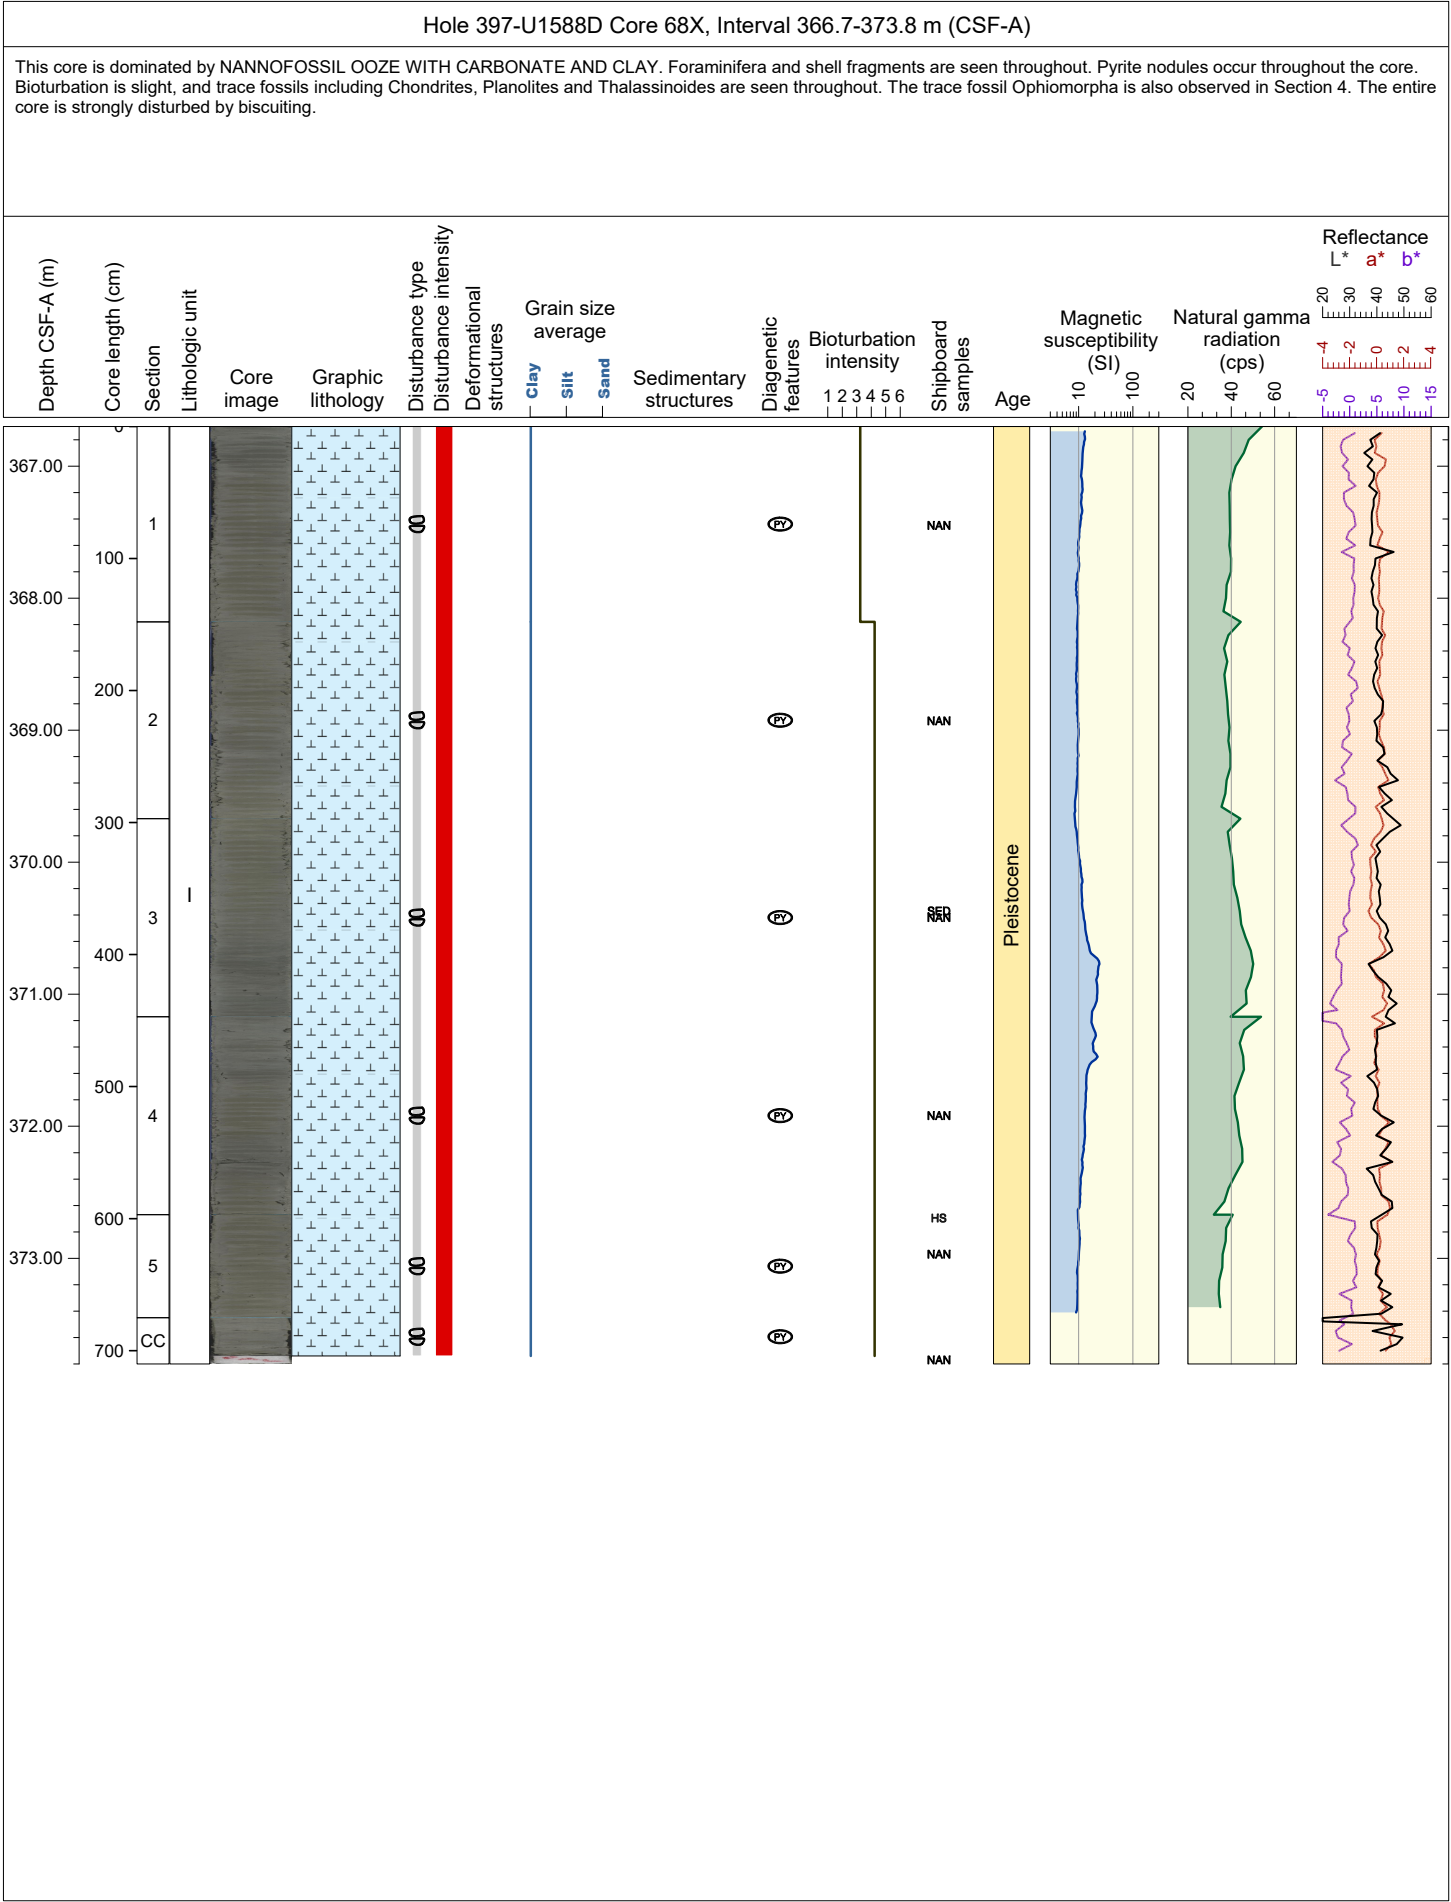 Hole 397-U1588D Core 68X, Interval 366.7-373.8 m (CSF-A)
This core is dominated by NANNOFOSSIL OOZE WITH CARBONATE AND CLAY. Foraminifera and shell fragments are seen throughout. Pyrite nodules occur throughout the core.
Bioturbation is slight, and trace fossils including Chondrites, Planolites and Thalassinoides are seen throughout. The trace fossil Ophiomorpha is also observed in Section 4. The entire
core is strongly disturbed by biscuiting.
Depth CSF-A (m)
Core length (cm)
Section
Lithologic unit
Core
image
Graphic
lithology
Disturbance type
Disturbance intensity
Deformational
structures
Grain size
average
Clay
Silt
Sand
Sedimentary
structures
Diagenetic
features
Bioturbation
intensity
1 2 3 4 5 6
Shipboard
samples
Age
Magnetic
susceptibility
(SI)
10 100
Natural gamma
radiation
(cps)
20 40 60
Reflectance
L* a* b*
20 30 40 50 60
-4 -2 0 2 4
-5 0 5 10 15
367.00
368.00
369.00
370.00
371.00
372.00
373.00
0
100
200
300
400
500
600
700
1
2
3
4
5
CC
I
PY
PY
PY
PY
PY
PY
NAN
NAN
SED
NAN
NAN
HS
NAN
NAN
Pleistocene